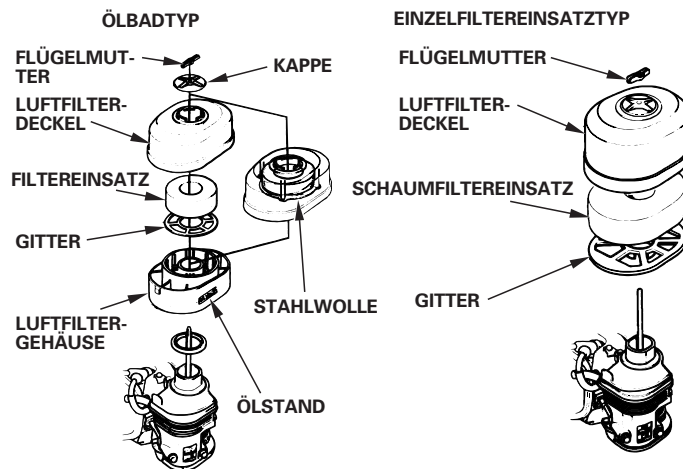 ÖLBADTYP
FLÜGELMUT-
TER
KAPPE
LUFTFILTER-
DECKEL
FILTEREINSATZ
GITTER
STAHLWOLLE
LUFTFILTER-
GEHÄUSE
ÖLSTAND
EINZELFILTEREINSATZTYP
FLÜGELMUTTER
LUFTFILTER-
DECKEL
SCHAUMFILTEREINSATZ
GITTER